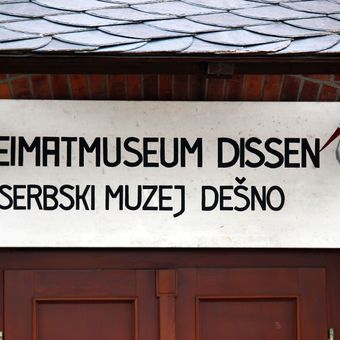 EIMATMUSEUM DISSEN
SERBSKI MUZEJ DEŠNO